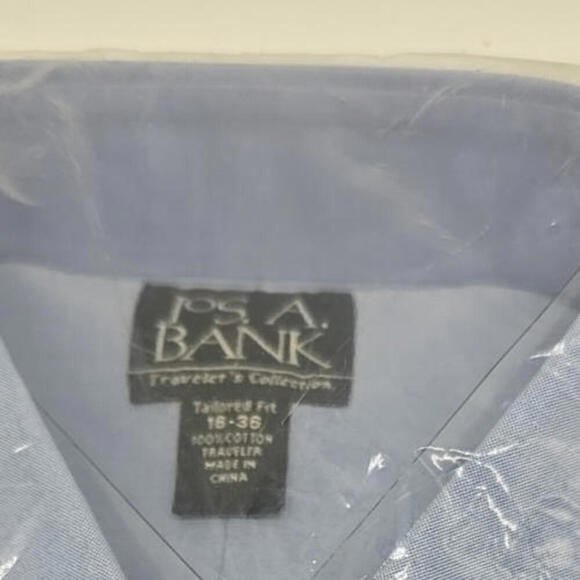 JOS. A.
BANK
Traveler's Collection
Tailored Fit
16-36
100% COTTON
TRAVELER
MADE IN
CHINA